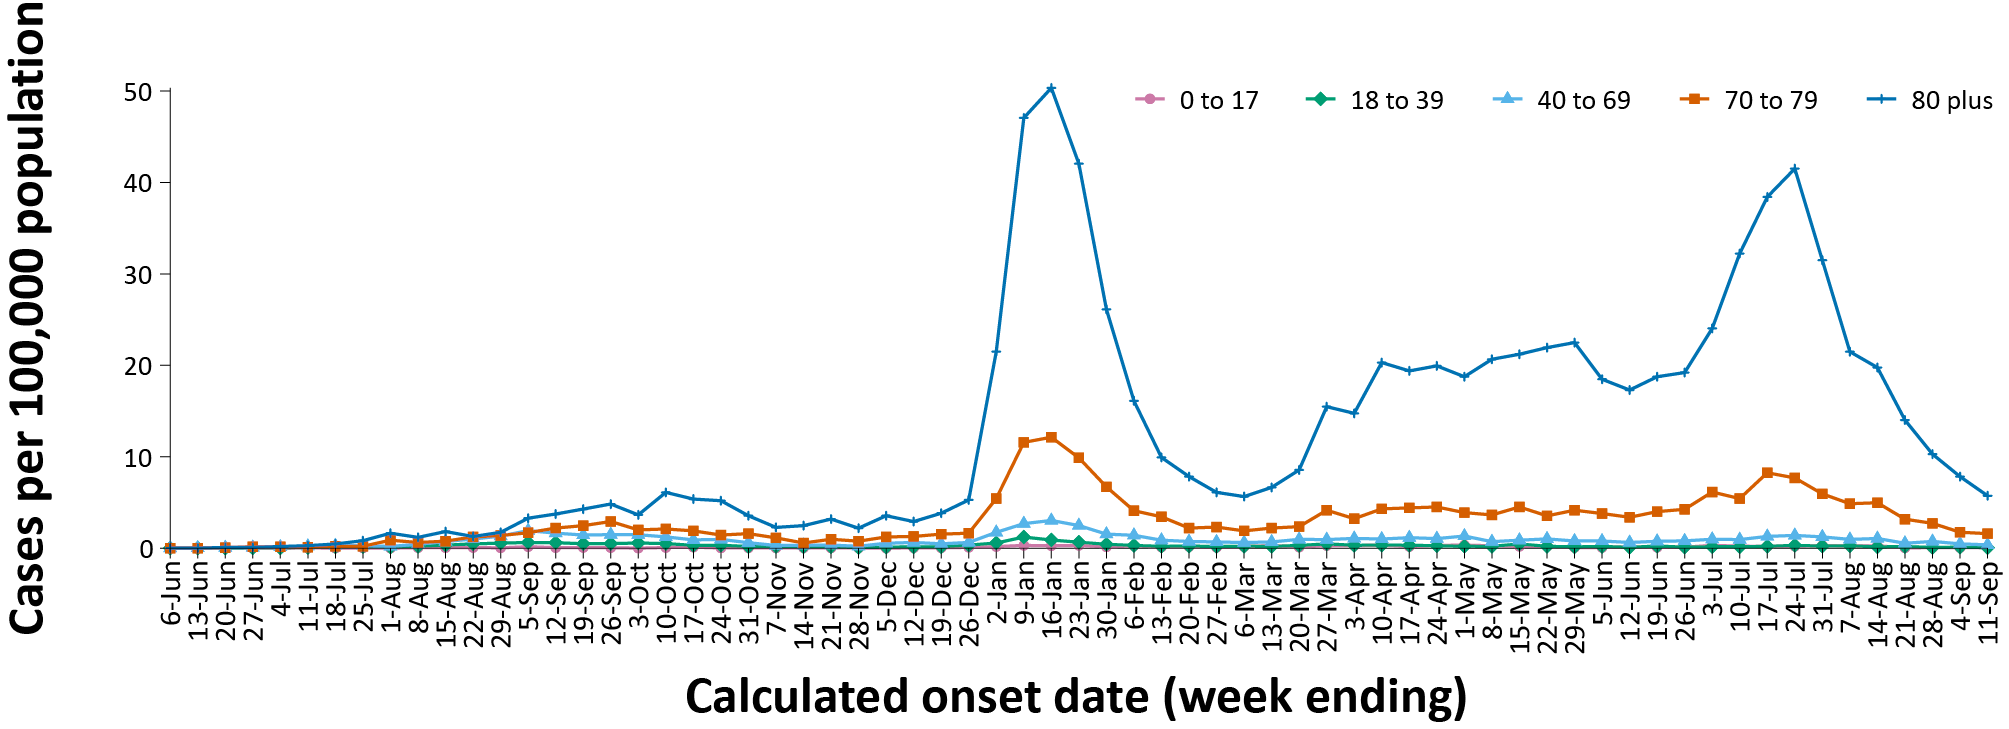 Cases per 100,000 population
50
40
30
20
10
0
0 to 17
18 to 39
40 to 69
70 to 79
80 plus
6-Jun
13-Jun
20-Jun
27-Jun
4-Jul
11-Jul
18-Jul
25-Jul
1-Aug
8-Aug
15-Aug
22-Aug
29-Aug
5-Sep
12-Sep
19-Sep
26-Sep
3-Oct
10-Oct
17-Oct
24-Oct
31-Oct
7-Nov
14-Nov
21-Nov
28-Nov
5-Dec
12-Dec
19-Dec
26-Dec
2-Jan
9-Jan
16-Jan
23-Jan
30-Jan
6-Feb
13-Feb
20-Feb
27-Feb
6-Mar
13-Mar
20-Mar
27-Mar
3-Apr
10-Apr
17-Apr
24-Apr
1-May
8-May
15-May
22-May
29-May
5-Jun
12-Jun
19-Jun
26-Jun
3-Jul
10-Jul
17-Jul
24-Jul
31-Jul
7-Aug
14-Aug
21-Aug
28-Aug
4-Sep
11-Sep
Calculated onset date (week ending)